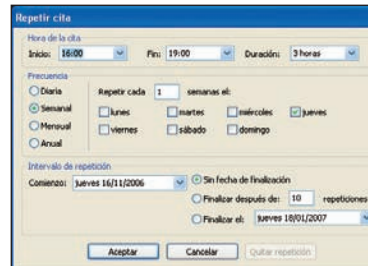 Repetir cita
Hora de la cita
Inicio: 16:00 Fin: 19:00 Duración: 3 horas
Frecuencia
Diaria Repetir cada 1 semanas el:
Semanal lunes martes miércoles jueves
Mensual viernes sábado domingo
Anual
Intervalo de repetición
Comienzo: jueves 16/11/2006 Sin fecha de finalización
Finalizar después de: 10 repeticiones
Finalizar el: jueves 18/01/2007
Aceptar Cancelar Quitar repetición